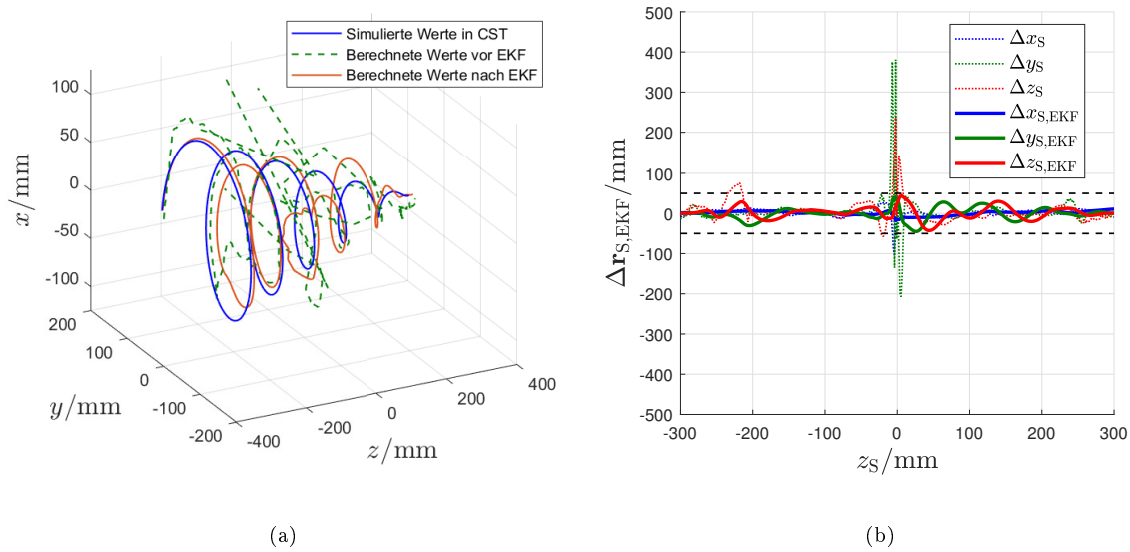 Simulierte Werte in CST
Berechnete Werte vor EKF
Berechnete Werte nach EKF
100
50
0
-50
-100
x/mm
200
100
0
-100
-200
y/mm
-400
-200
0
200
400
z/mm
(a)
500
400
300
200
100
0
-100
-200
-300
-400
-500
Δr_S,EKF/mm
Δx_S
Δy_S
Δz_S
Δx_S,EKF
Δy_S,EKF
Δz_S,EKF
-300
-200
-100
0
100
200
300
z_S/mm
(b)